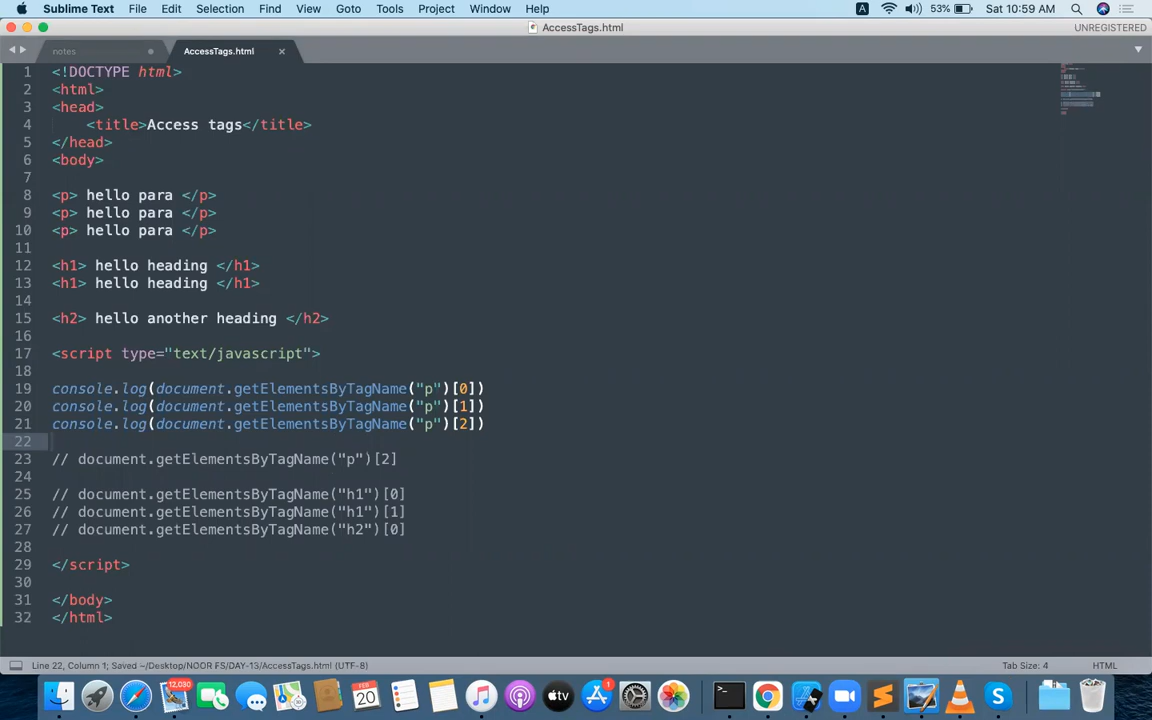 Sublime Text File Edit Selection Find View Goto Tools Project Window Help A 53% Sat 10:59 AM
AccessTags.html UNREGISTERED
notes AccessTags.html
1 <!DOCTYPE html>
2 <html>
3 <head>
4 <title>Access tags</title>
5 </head>
6 <body>
7
8 <p> hello para </p>
9 <p> hello para </p>
10 <p> hello para </p>
11
12 <h1> hello heading </h1>
13 <h1> hello heading </h1>
14
15 <h2> hello another heading </h2>
16
17 <script type="text/javascript">
18
19 console.log(document.getElementsByTagName("p")[0])
20 console.log(document.getElementsByTagName("p")[1])
21 console.log(document.getElementsByTagName("p")[2])
22
23 // document.getElementsByTagName("p")[2]
24
25 // document.getElementsByTagName("h1")[0]
26 // document.getElementsByTagName("h1")[1]
27 // document.getElementsByTagName("h2")[0]
28
29 </script>
30
31 </body>
32 </html>
Line 22, Column 1; Saved ~/Desktop/NOOR FS/DAY-13/AccessTags.html (UTF-8) Tab Size: 4 HTML
12,030 FEB 20 tv 1